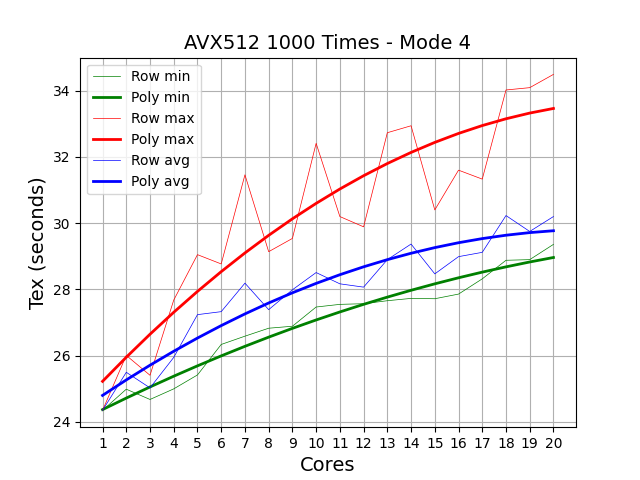 AVX512 1000 Times - Mode 4
Row min
Poly min
Row max
Poly max
Row avg
Poly avg
34
32
30
28
26
24
Tex (seconds)
1 2 3 4 5 6 7 8 9 10 11 12 13 14 15 16 17 18 19 20
Cores